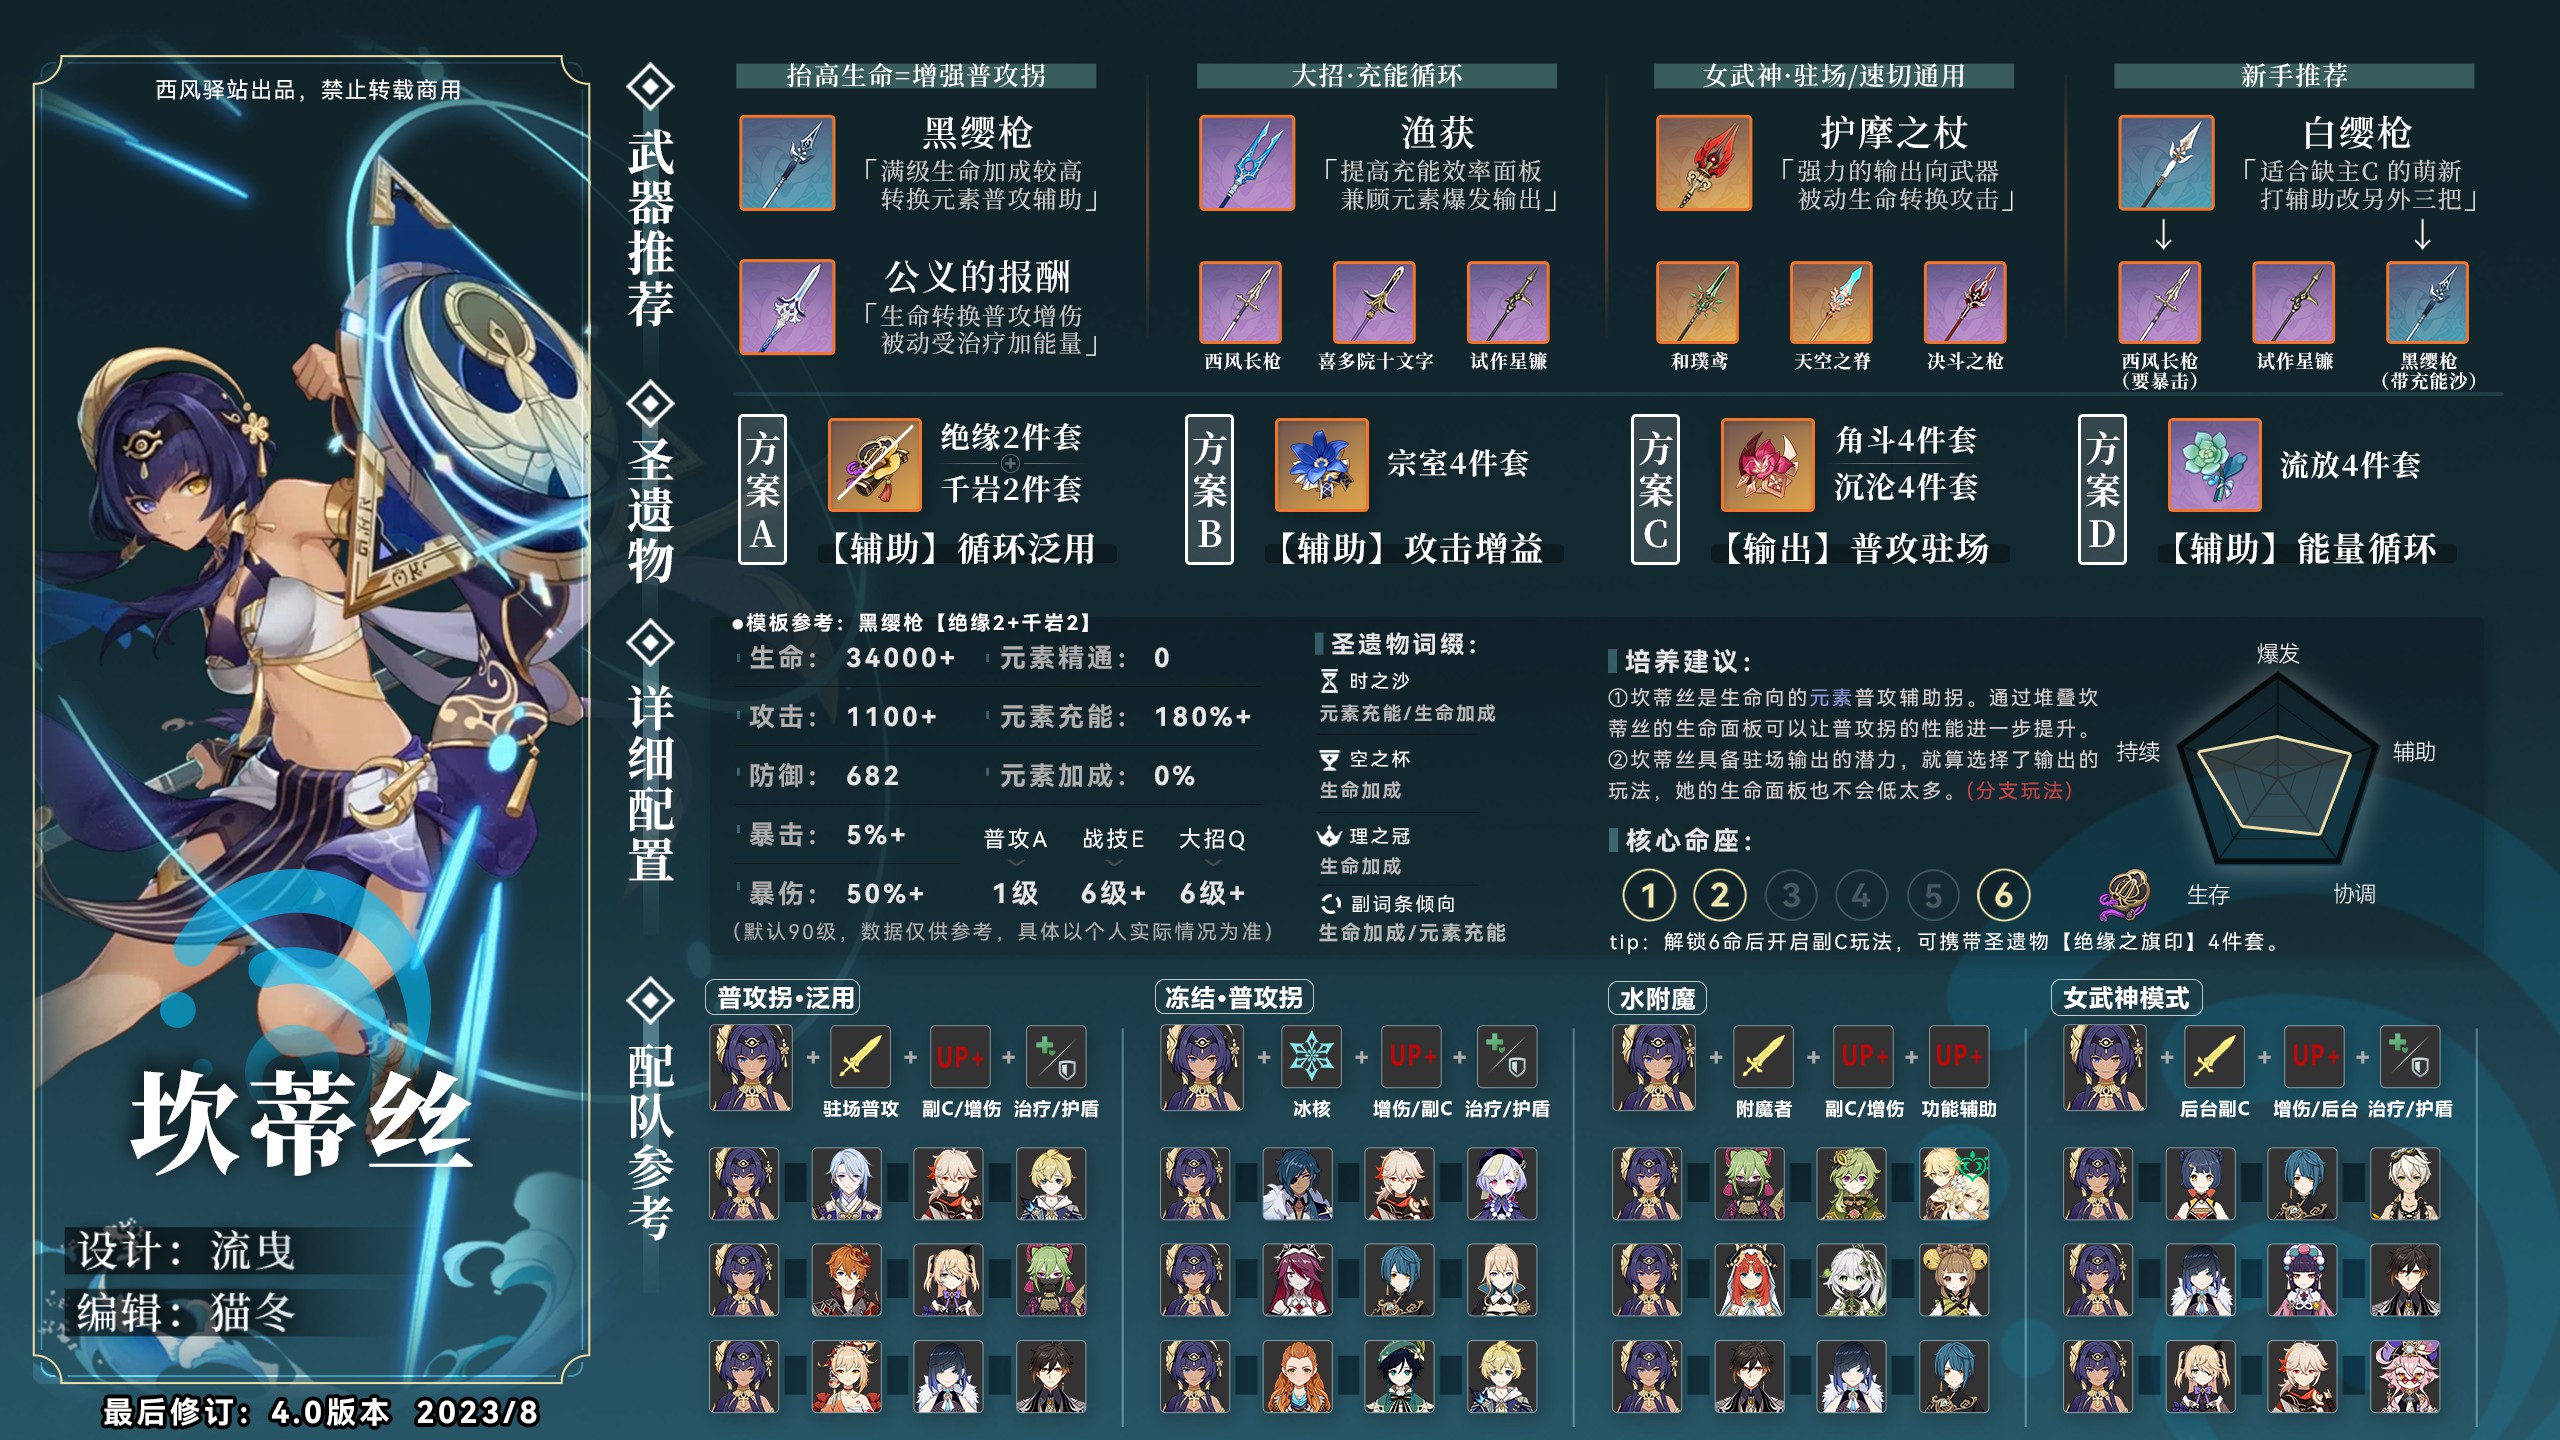 西风驿站出品，禁止转载商用
坎蒂丝
设计：流曳
编辑：猫冬
最后修订：4.0版本 2023/8
武器推荐
抬高生命=增强普攻拐
黑缨枪
「满级生命加成较高
转换元素普攻辅助」
公义的报酬
「生命转换普攻增伤
被动受治疗加能量」
大招·充能循环
渔获
「提高充能效率面板
兼顾元素爆发输出」
西风长枪 喜多院十文字 试作星镰
女武神·驻场/速切通用
护摩之杖
「强力的输出向武器
被动生命转换攻击」
和璞鸢 天空之脊 决斗之枪
新手推荐
白缨枪
「适合缺主C 的萌新
打辅助改另外三把」
西风长枪 试作星镰 黑缨枪
（要暴击） （带充能沙）
圣遗物
方案A
绝缘2件套
千岩2件套
【辅助】循环泛用
方案B
宗室4件套
【辅助】攻击增益
方案C
角斗4件套
沉沦4件套
【输出】普攻驻场
方案D
流放4件套
【辅助】能量循环
详细配置
●模板参考：黑缨枪【绝缘2+千岩2】
生命： 34000+ 元素精通： 0
攻击： 1100+ 元素充能： 180%+
防御： 682 元素加成： 0%
暴击： 5%+ 普攻A 战技E 大招Q
暴伤： 50%+ 1级 6级+ 6级+
（默认90级，数据仅供参考，具体以个人实际情况为准）
圣遗物词缀：
时之沙
元素充能/生命加成
空之杯
生命加成
理之冠
生命加成
副词条倾向
生命加成/元素充能
培养建议：
①坎蒂丝是生命向的元素普攻辅助拐。通过堆叠坎
蒂丝的生命面板可以让普攻拐的性能进一步提升。
②坎蒂丝具备驻场输出的潜力，就算选择了输出的
玩法，她的生命面板也不会低太多。(分支玩法)
核心命座：
1 2 3 4 5 6
tip：解锁6命后开启副C玩法，可携带圣遗物【绝缘之旗印】4件套。
爆发
辅助
协调
生存
持续
配队参考
普攻拐·泛用
+ + UP+ +
驻场普攻 副C/增伤 治疗/护盾
冻结·普攻拐
+ + UP+ +
冰核 增伤/副C 治疗/护盾
水附魔
+ + UP+ + UP+
附魔者 副C/增伤 功能辅助
女武神模式
+ + UP+ +
后台副C 增伤/后台 治疗/护盾